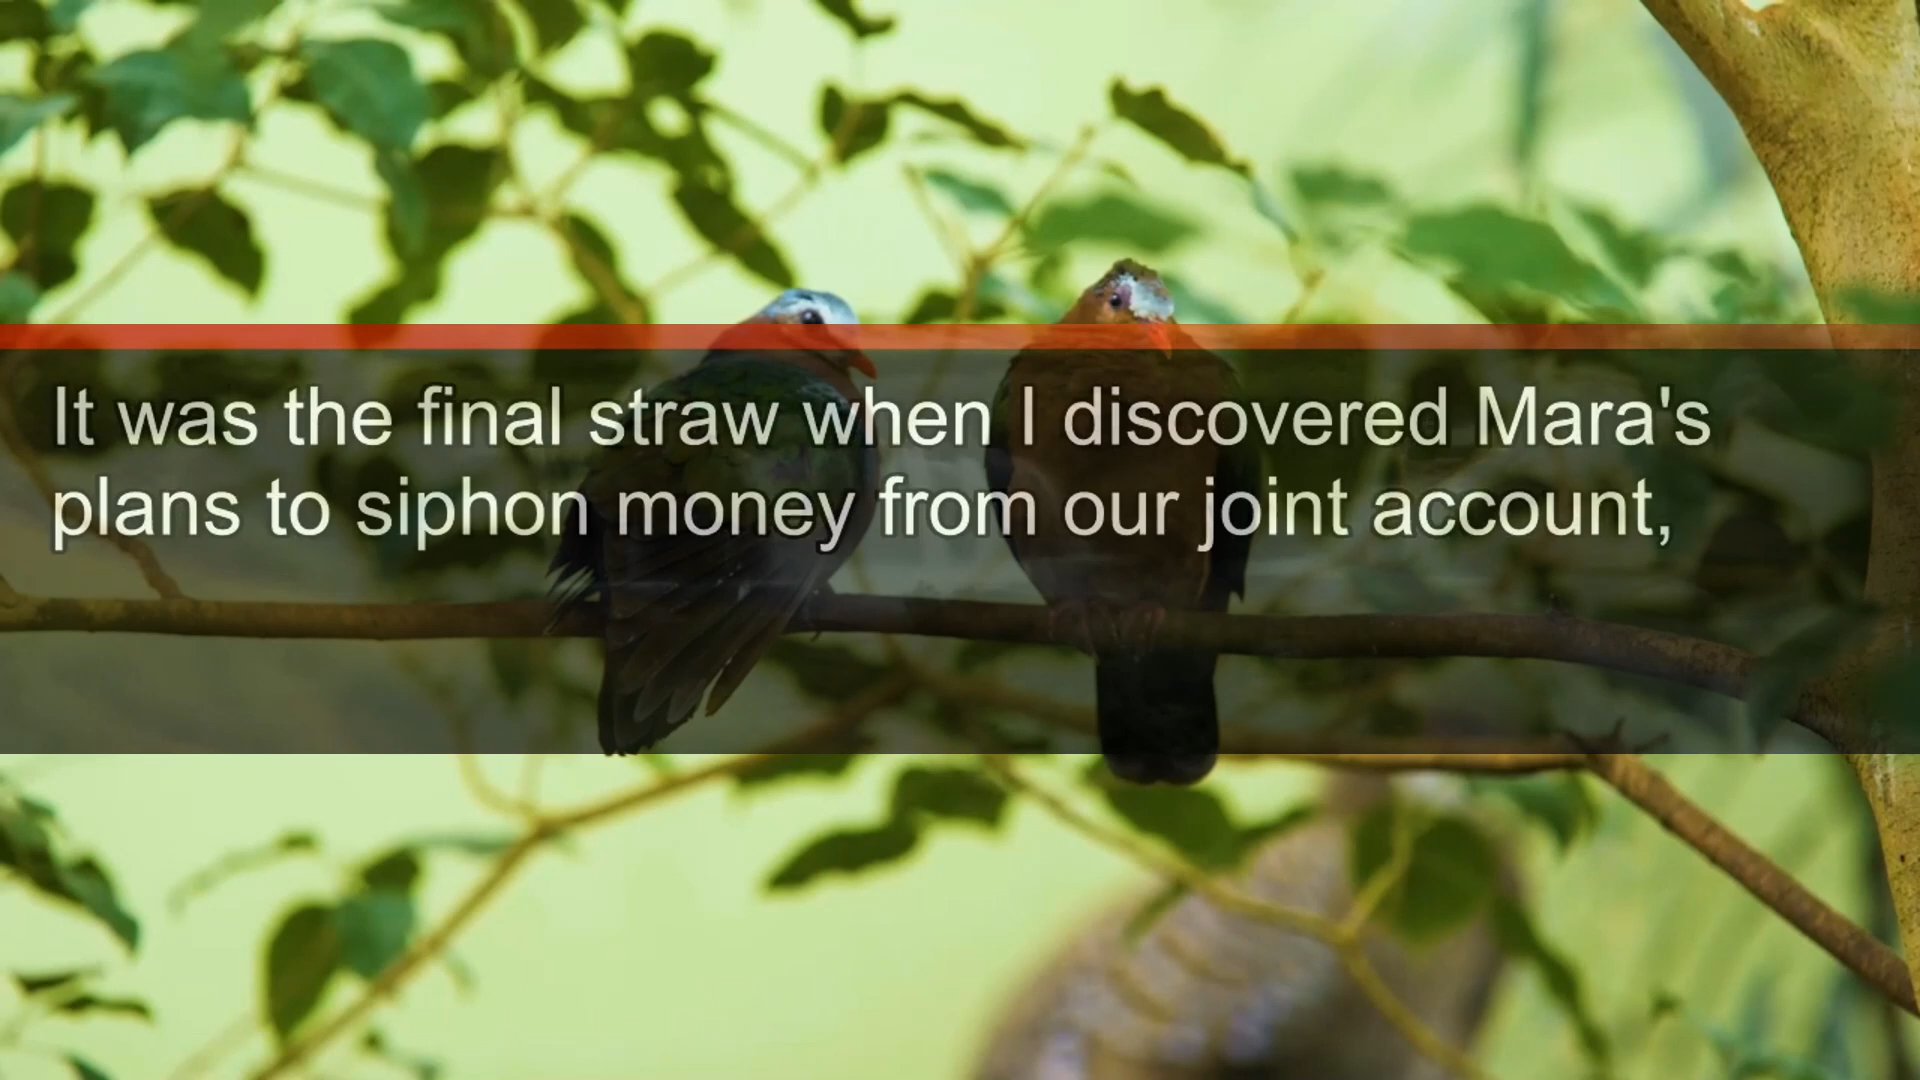 It was the final straw when I discovered Mara's
plans to siphon money from our joint account,